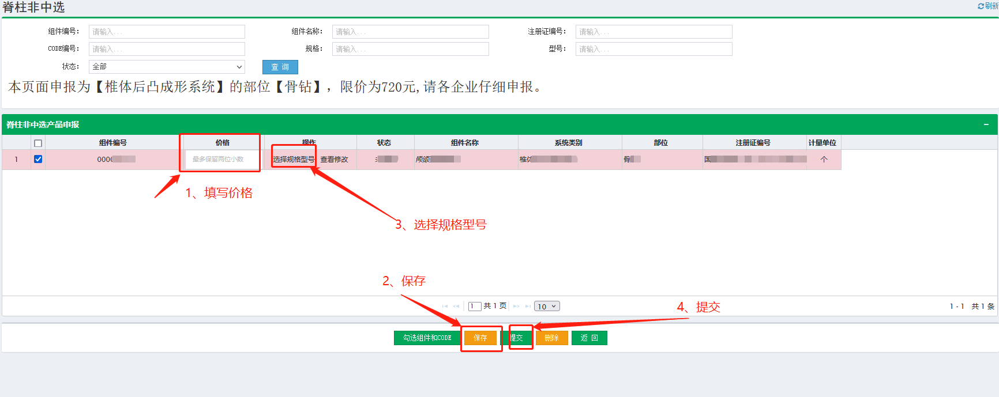 脊柱非中选
刷新
组件编号： 请输入... 组件名称： 请输入... 注册证编号： 请输入...
CODE编号： 请输入... 规格： 请输入... 型号： 请输入...
状态： 全部 查 询
本页面申报为【椎体后凸成形系统】的部位【骨钻】，限价为720元,请各企业仔细申报。
脊柱非中选产品申报
组件编号 价格 操作 状态 组件名称 系统类别 部位 注册证编号 计量单位
1 0000 最多保留两位小数 选择规格型号 查看修改 颅颌 椎体 骨 国 个
1、填写价格
3、选择规格型号
2、保存
4、提交
1 共 1 页 10 1 - 1 共 1 条
勾选组件和CODE 保存 提交 删除 返 回